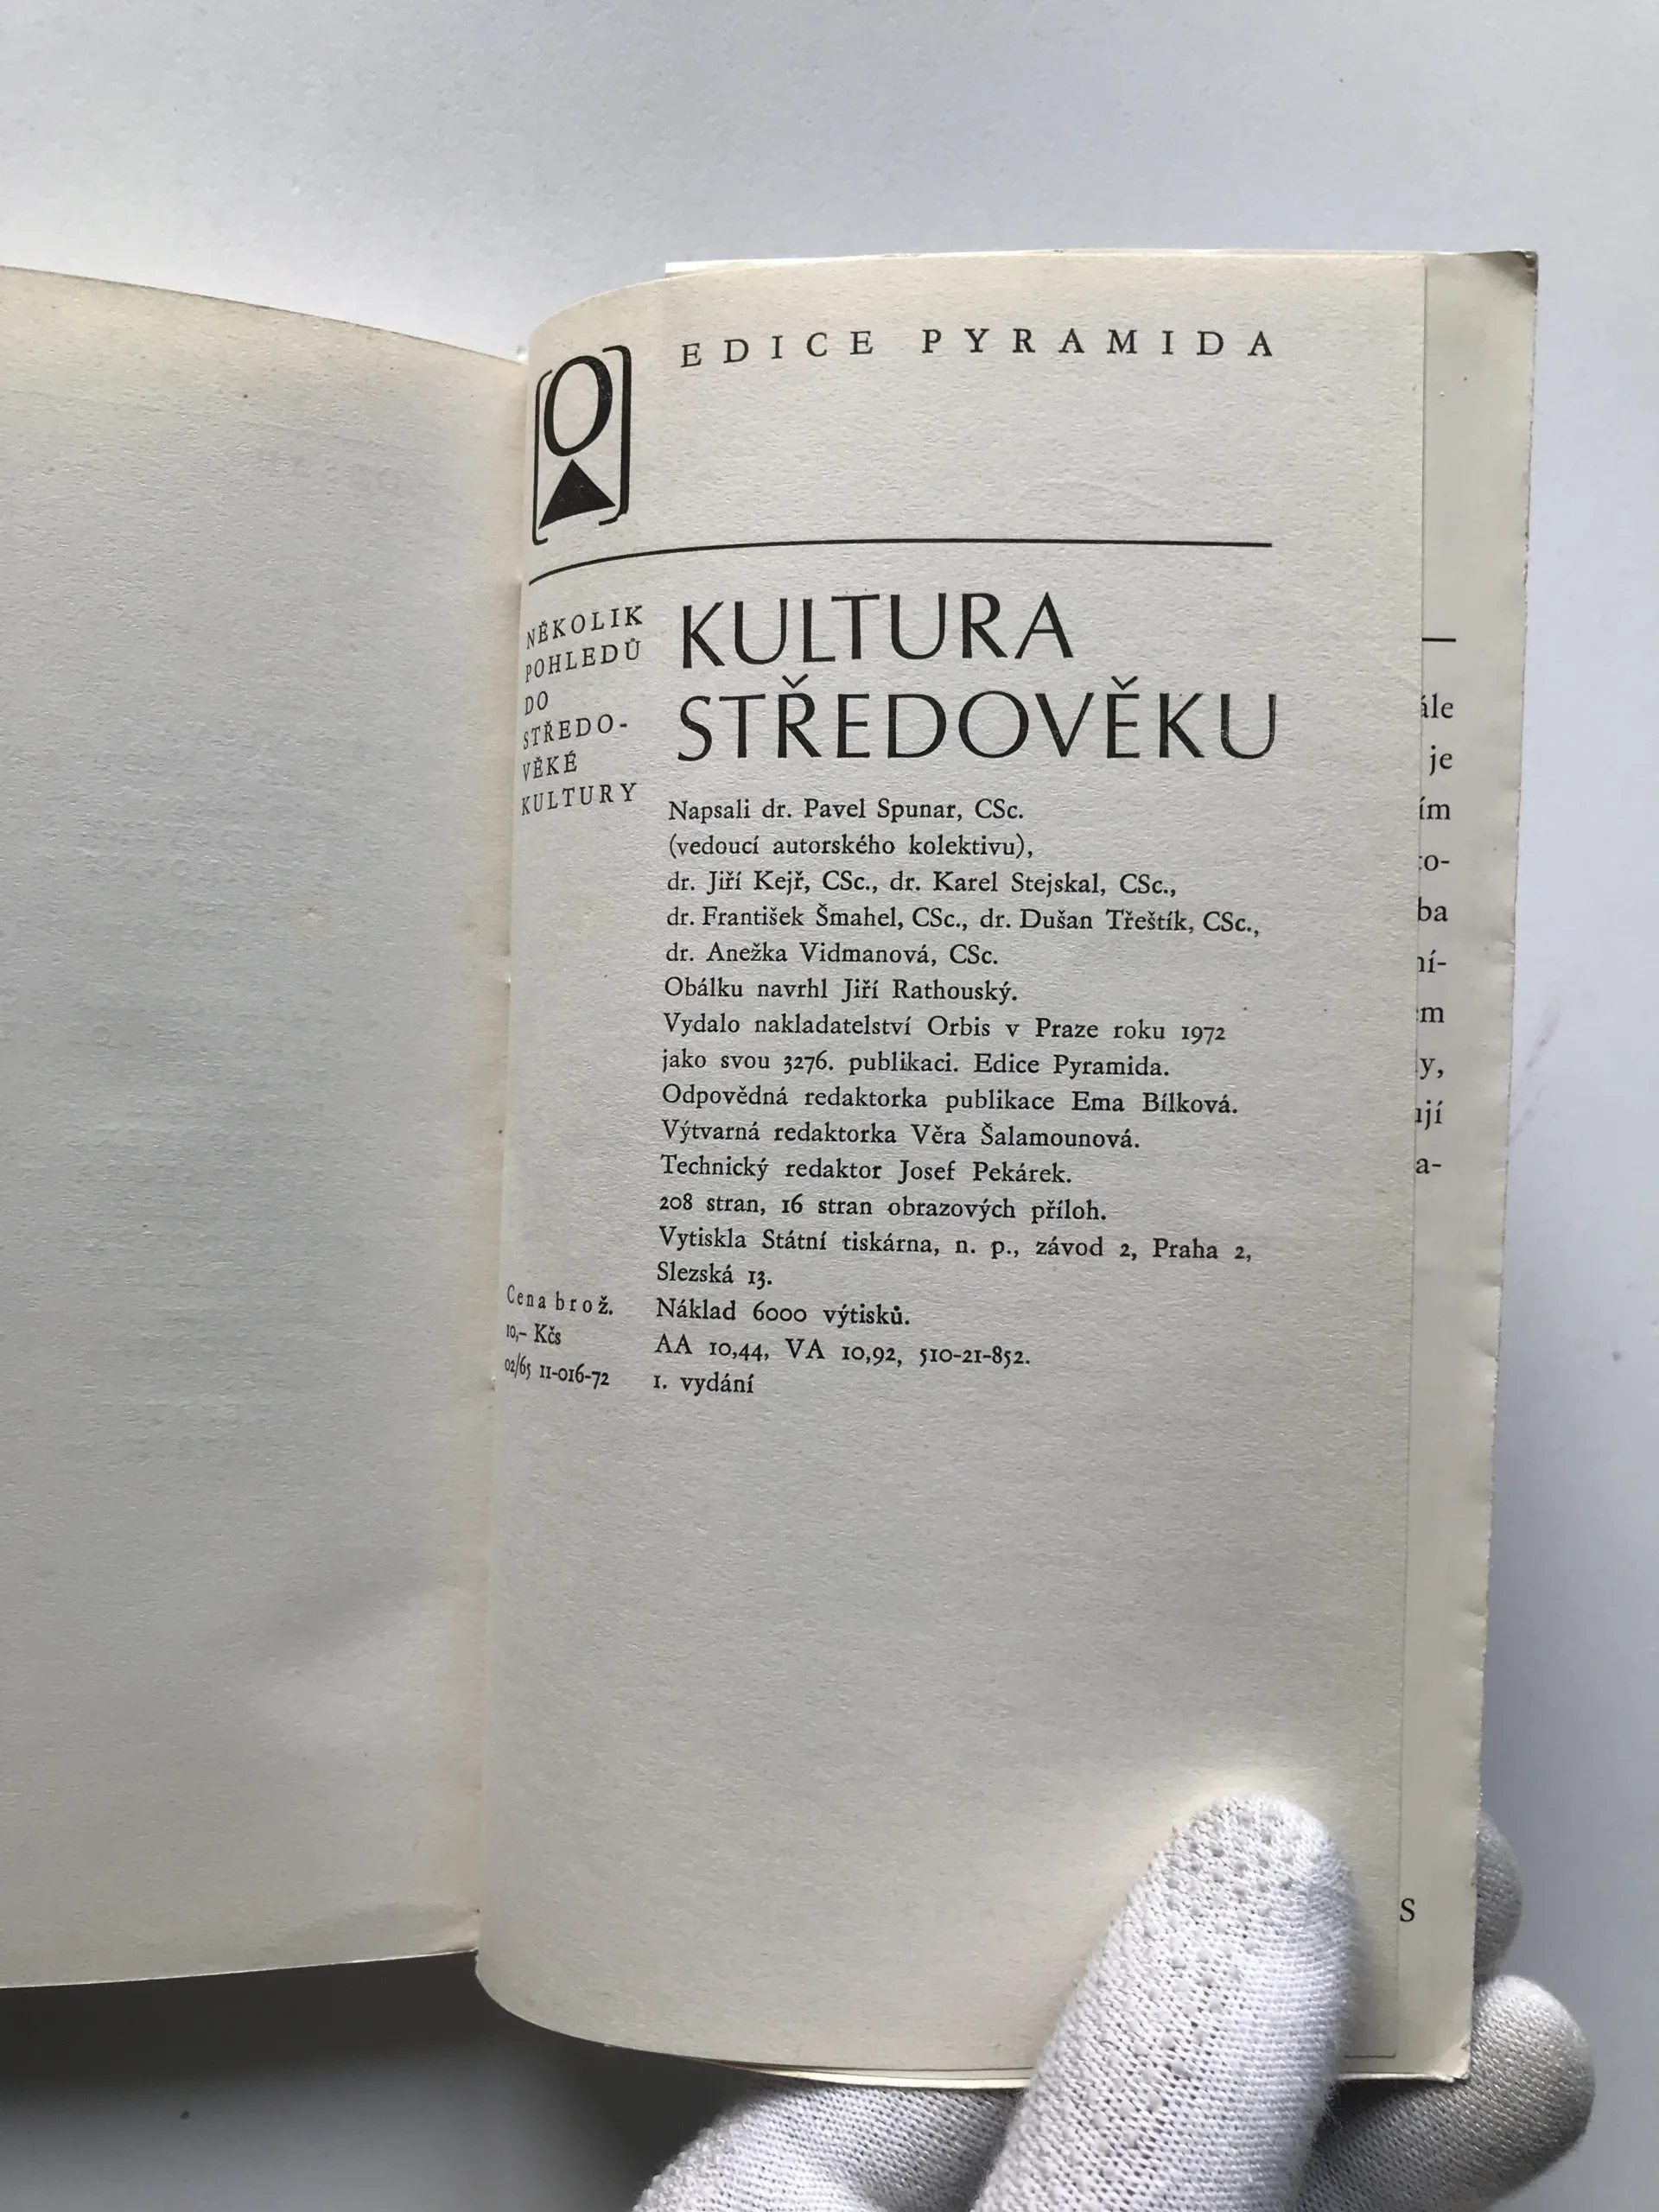 EDICE PYRAMIDA
O
NĚKOLIK
POHLEDŮ
DO
STŘEDO-
VĚKÉ
KULTURY
KULTURA
STŘEDOVĚKU
Napsali dr. Pavel Spunar, CSc.
(vedoucí autorského kolektivu),
dr. Jiří Kejř, CSc., dr. Karel Stejskal, CSc.,
dr. František Šmahel, CSc., dr. Dušan Třeštík, CSc.,
dr. Anežka Vidmanová, CSc.
Obálku navrhl Jiří Rathouský.
Vydalo nakladatelství Orbis v Praze roku 1972
jako svou 3276. publikaci. Edice Pyramida.
Odpovědná redaktorka publikace Ema Bílková.
Výtvarná redaktorka Věra Šalamounová.
Technický redaktor Josef Pekárek.
208 stran, 16 stran obrazových příloh.
Vytiskla Státní tiskárna, n. p., závod 2, Praha 2,
Slezská 13.
Náklad 6000 výtisků.
AA 10,44, VA 10,92, 510-21-852.
1. vydání
Cena brož.
10,- Kčs
02/65 11-016-72
je
S